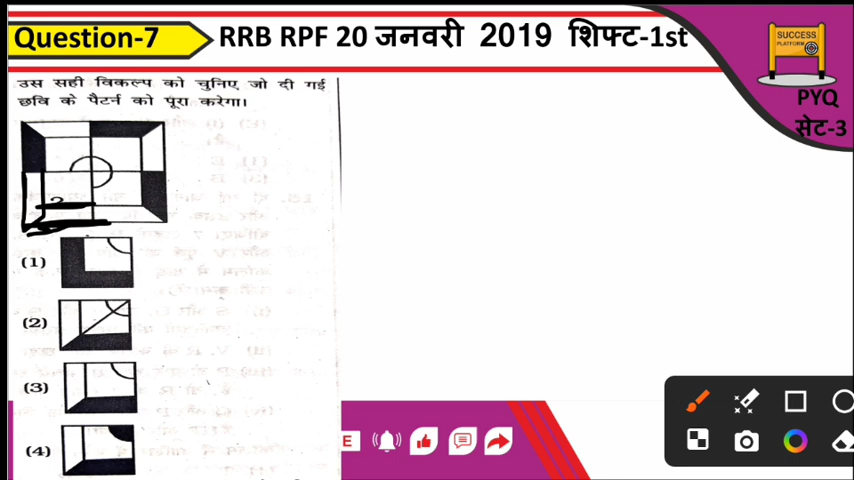 Question-7
RRB RPF 20 जनवरी 2019 शिफ्ट-1st
SUCCESS
PLATFORM
PYQ
सेट-3
उस सही विकल्प को चुनिए जो दी गई
छवि के पैटर्न को पूरा करेगा।
?
(1)
(2)
(3)
(4)
E